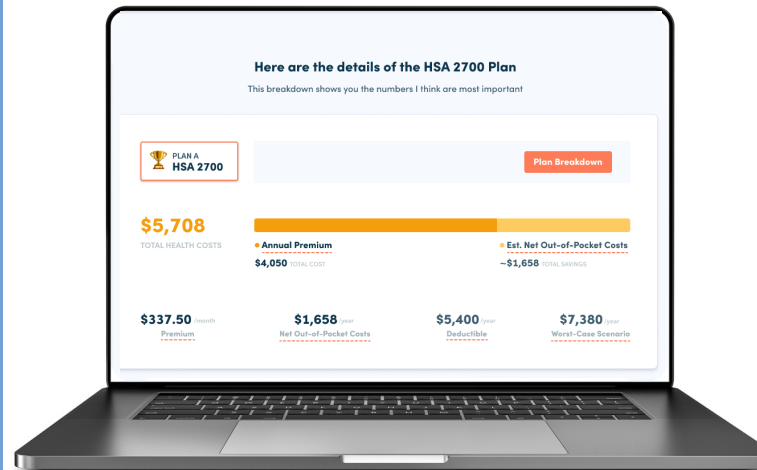 Here are the details of the HSA 2700 Plan
This breakdown shows you the numbers I think are most important
PLAN A
HSA 2700
Plan Breakdown
$5,708
TOTAL HEALTH COSTS
Annual Premium
$4,050 TOTAL COST
Est. Net Out-of-Pocket Costs
~$1,658 TOTAL SAVINGS
$337.50 /month
Premium
$1,658 /year
Net Out-of-Pocket Costs
$5,400 /year
Deductible
$7,380 /year
Worst-Case Scenario